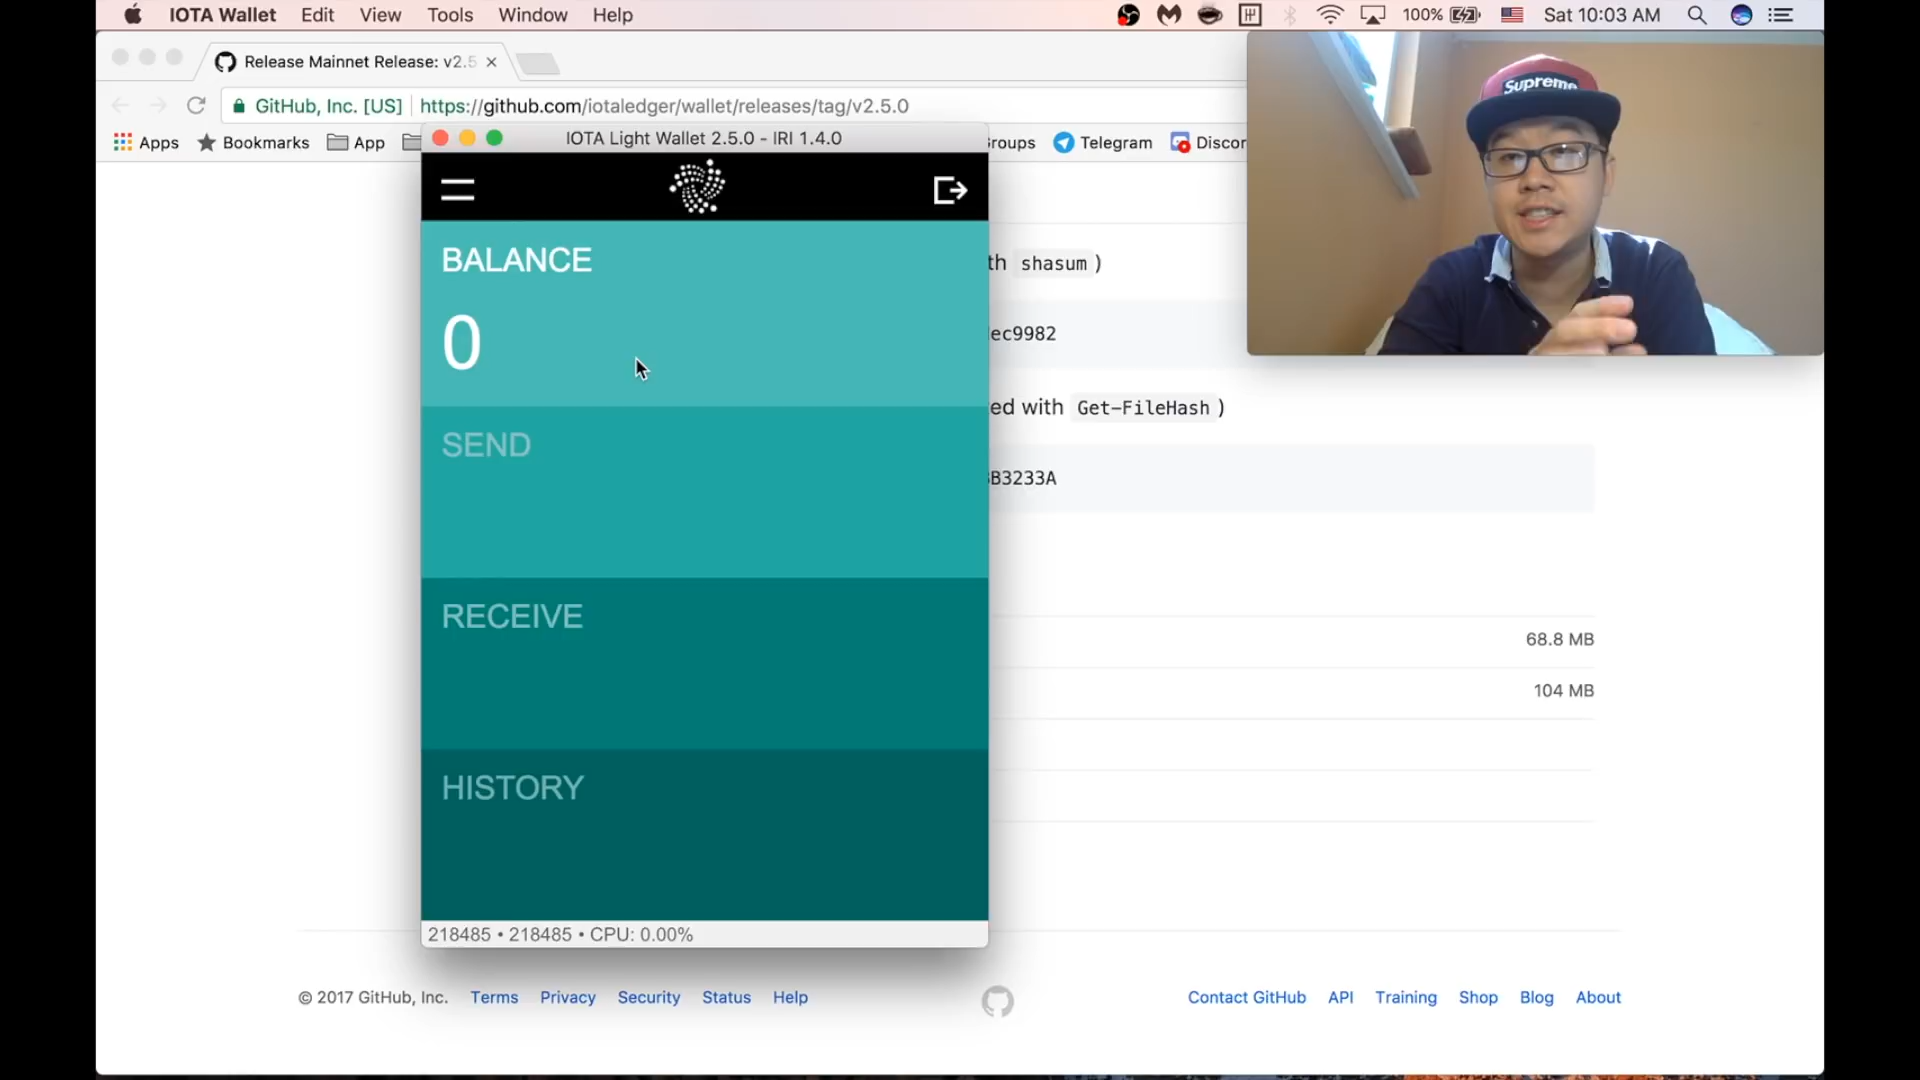 IOTA Wallet Edit View Tools Window Help 100% Sat 10:03 AM
Release Mainnet Release: v2.5
GitHub, Inc. [US] https://github.com/iotaledger/wallet/releases/tag/v2.5.0
Apps Bookmarks App Groups Telegram Discor
IOTA Light Wallet 2.5.0 - IRI 1.4.0
Supreme
BALANCE
th shasum )
0
ec9982
ed with Get-FileHash )
SEND
B3233A
RECEIVE
68.8 MB
104 MB
HISTORY
218485 • 218485 • CPU: 0.00%
© 2017 GitHub, Inc. Terms Privacy Security Status Help Contact GitHub API Training Shop Blog About